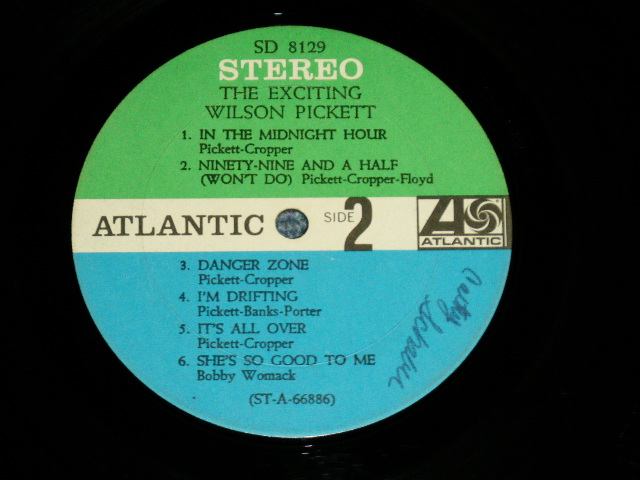 SD 8129
STEREO
THE EXCITING
WILSON PICKETT
1. IN THE MIDNIGHT HOUR
Pickett-Cropper
2. NINETY-NINE AND A HALF
(WON'T DO) Pickett-Cropper-Floyd
ATLANTIC
SIDE 2
ATLANTIC
3. DANGER ZONE
Pickett-Cropper
4. I'M DRIFTING
Pickett-Banks-Porter
5. IT'S ALL OVER
Pickett-Cropper
6. SHE'S SO GOOD TO ME
Bobby Womack
(ST-A-66886)